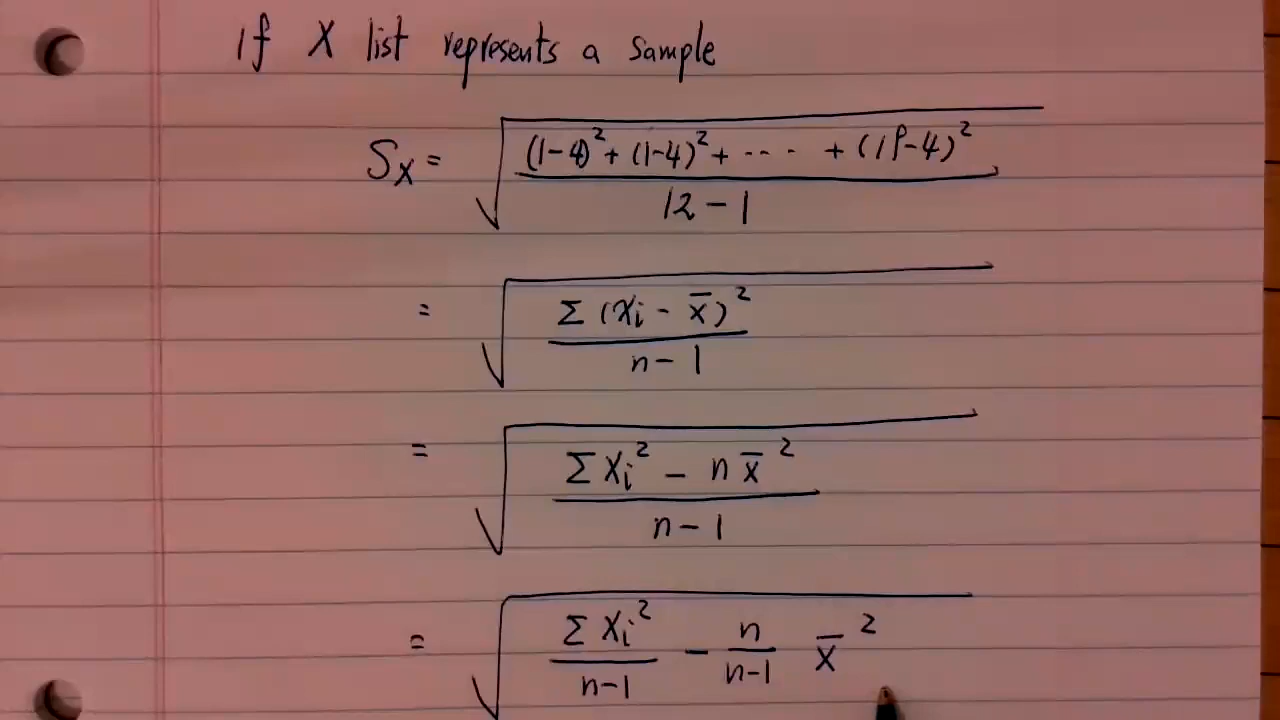 If X list represents a sample
Sx = √((1-4)² + (1-4)² + ···· + (18-4)² / 12-1)
= √(Σ(xi - x̄)² / n-1)
= √(Σxi² - n x̄² / n-1)
= √(Σxi² / n-1 - n / n-1 x̄²)